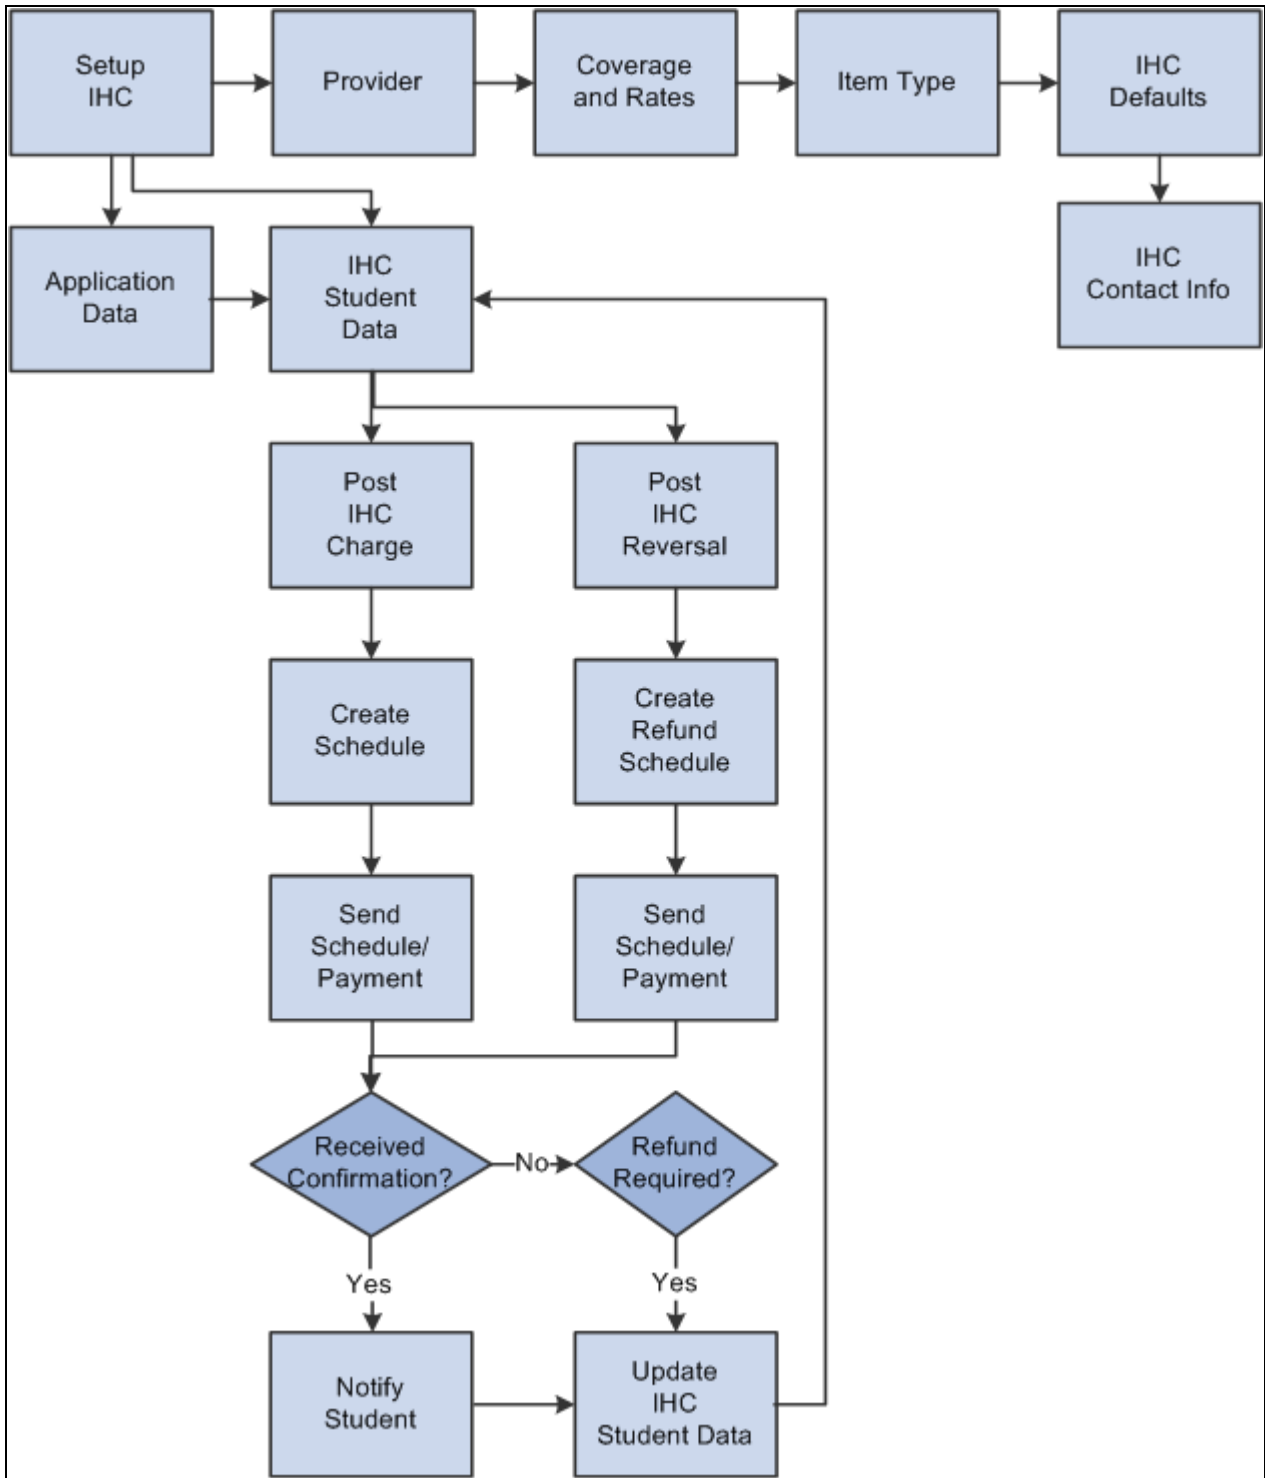 Setup
IHC
Provider
Coverage
and Rates
Item Type
IHC
Defaults
Application
Data
IHC
Student
Data
IHC
Contact Info
Post
IHC
Charge
Post
IHC
Reversal
Create
Schedule
Create
Refund
Schedule
Send
Schedule/
Payment
Send
Schedule/
Payment
Received
Confirmation?
No
Refund
Required?
Yes
Yes
Notify
Student
Update
IHC
Student Data